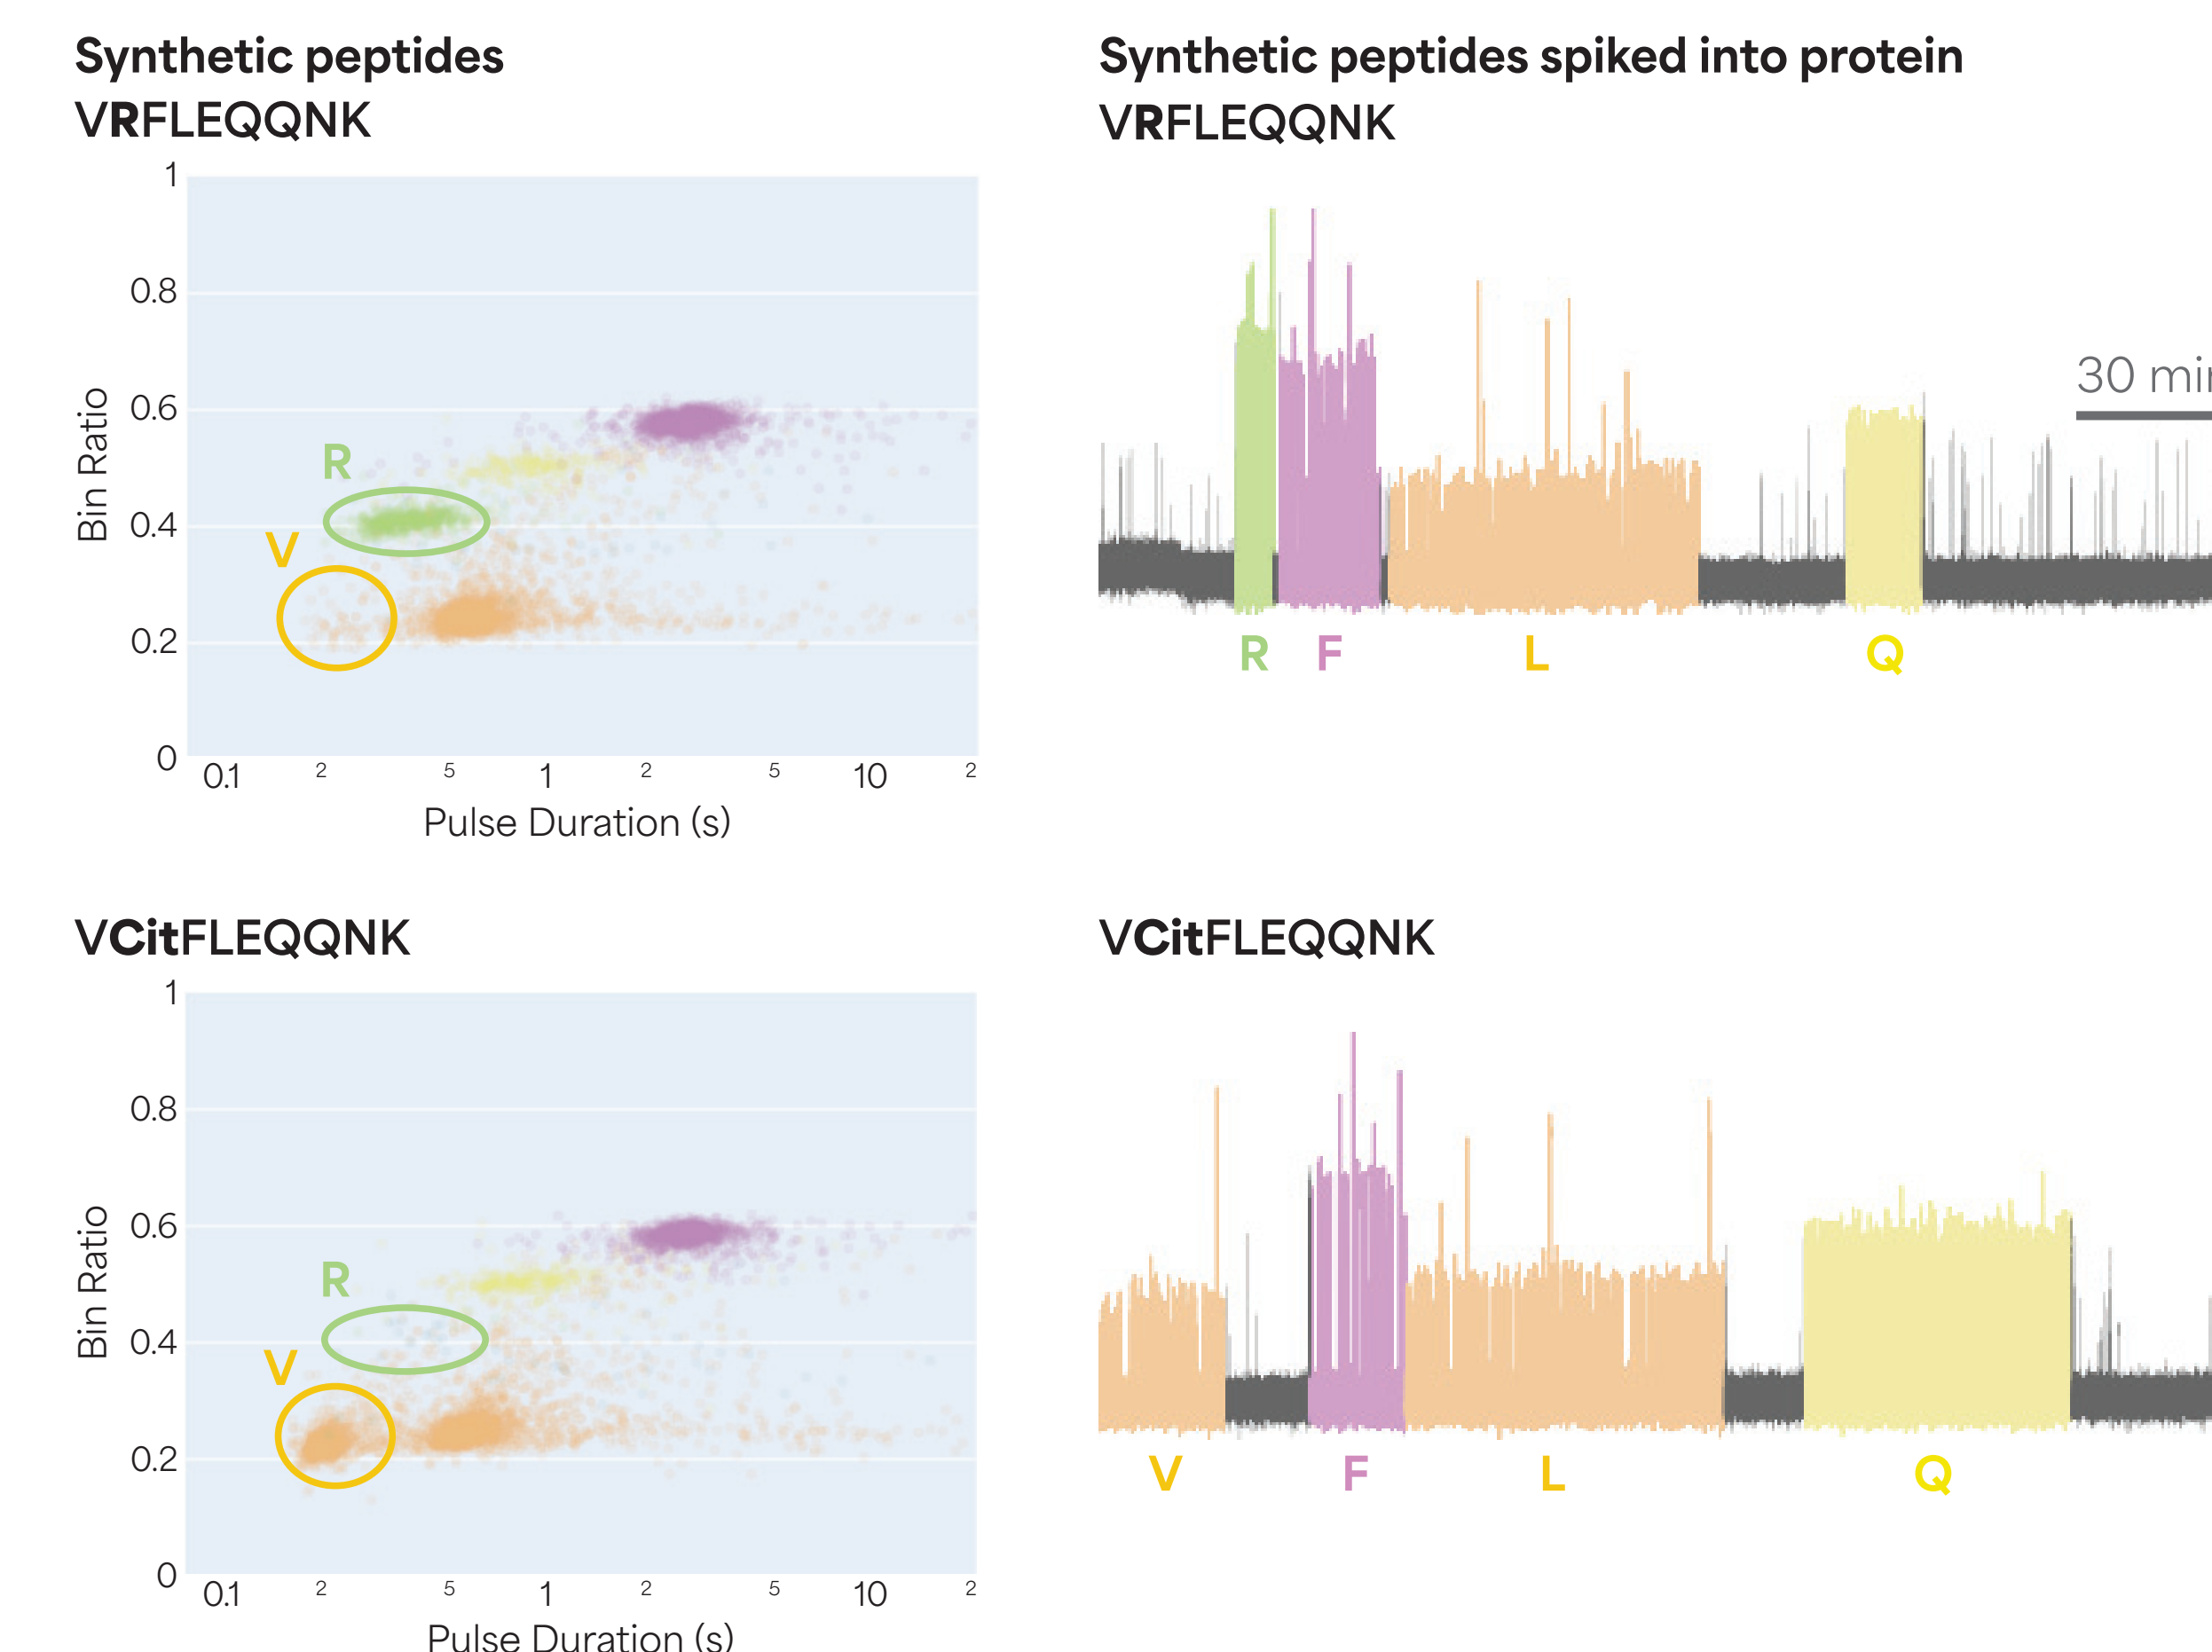 Synthetic peptides
VRFLEQQNK
1
0.8
0.6
0.4
0.2
0
Bin Ratio
R
V
0.1 2 5 1 2 5 10 2
Pulse Duration (s)
Synthetic peptides spiked into protein
VRFLEQQNK
30 min
R F L Q
VCitFLEQQNK
1
0.8
0.6
0.4
0.2
0
Bin Ratio
R
V
0.1 2 5 1 2 5 10 2
Pulse Duration (s)
VCitFLEQQNK
V F L Q